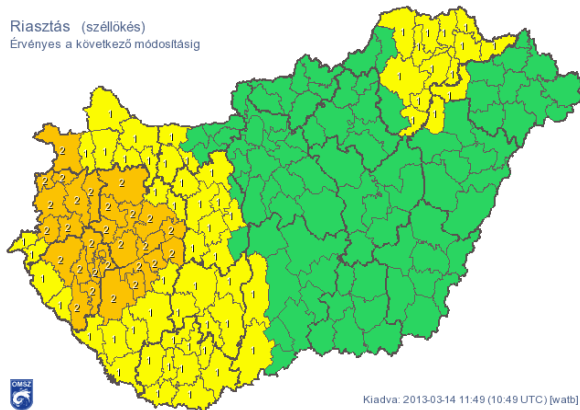 Riasztás (széllökés)
Érvényes a következő módosításig
OMSZ
Kiadva: 2013-03-14 11:49 (10:49 UTC) [watb]